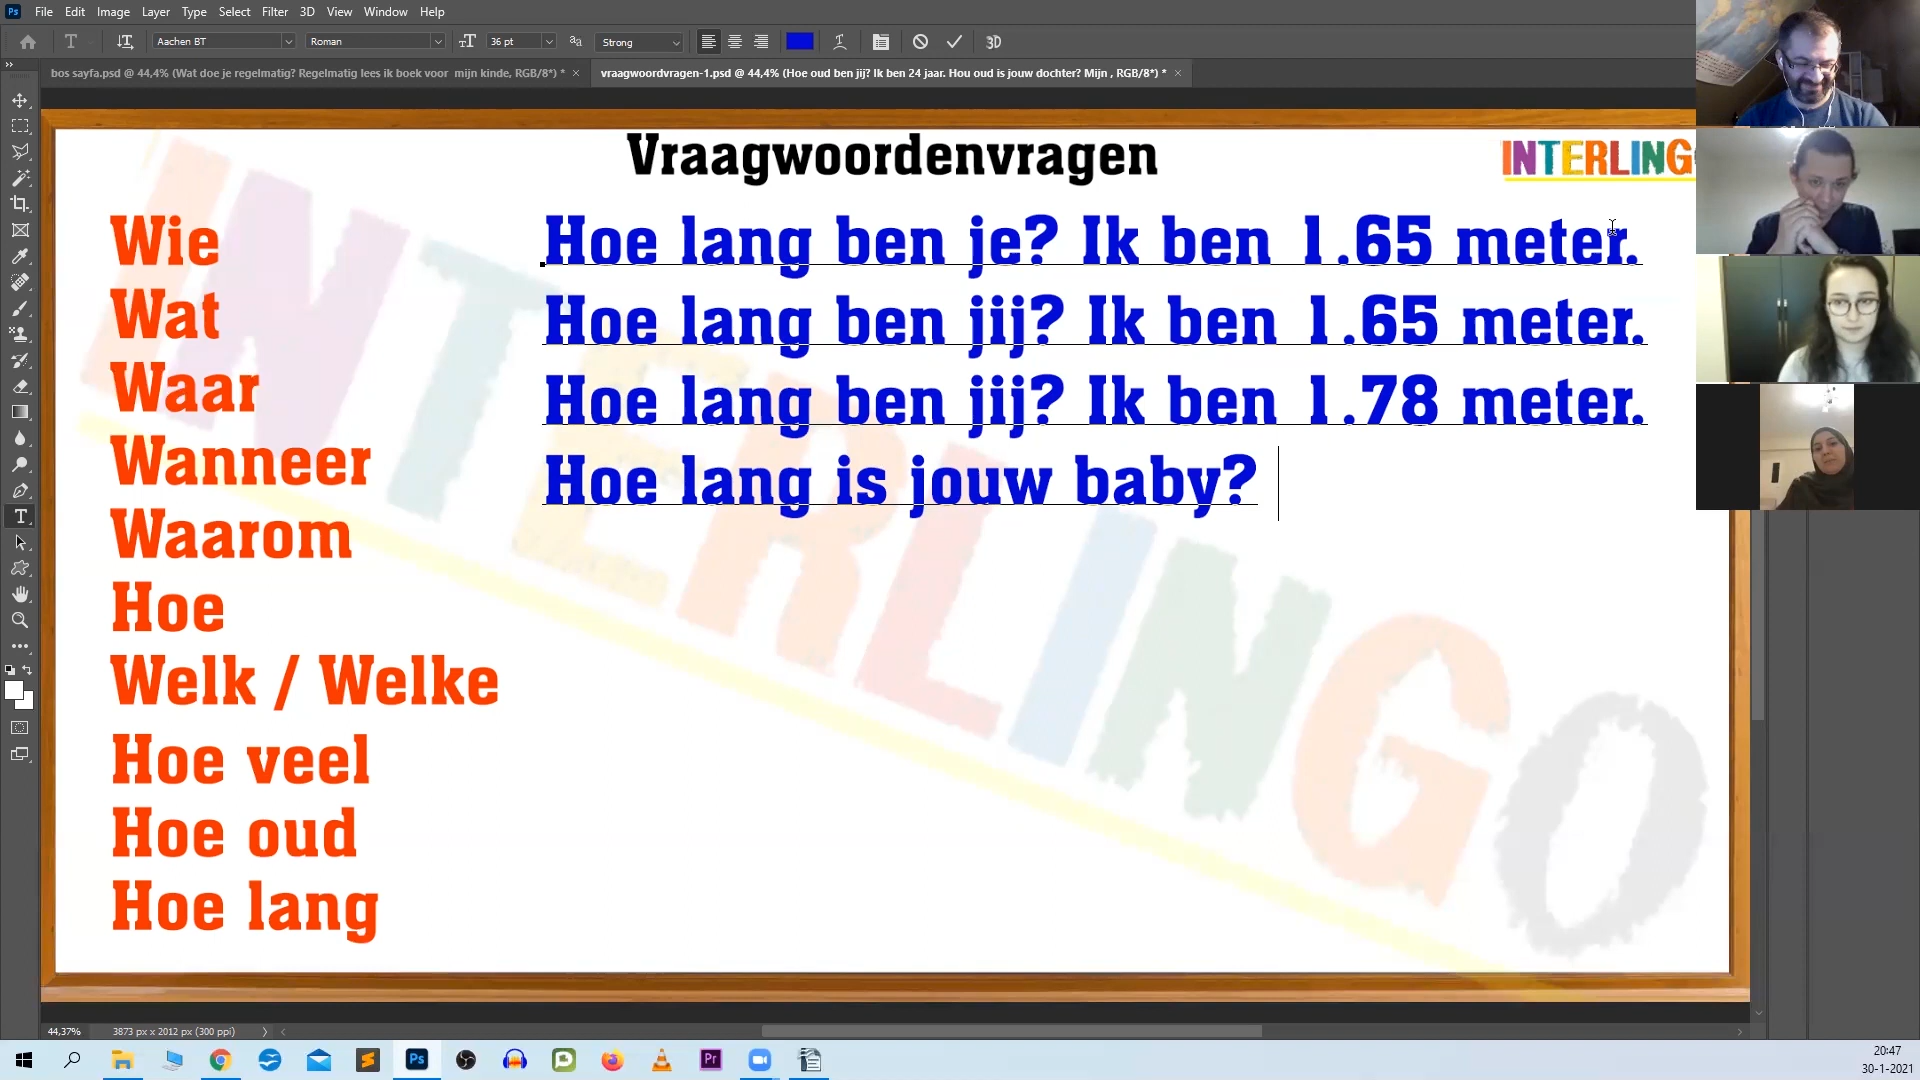 File Edit Image Layer Type Select Filter 3D View Window Help
Aachen BT Roman 36 pt Strong 3D
bos sayfa.psd @ 44,4% (Wat doe je regelmatig? Regelmatig lees ik boek voor mijn kinde, RGB/8*) *
vraagwoordvragen-1.psd @ 44,4% (Hoe oud ben jij? Ik ben 24 jaar. Hou oud is jouw dochter? Mijn , RGB/8*) *
Vraagwoordenvragen
INTERLINGO
Wie
Wat
Waar
Wanneer
Waarom
Hoe
Welk / Welke
Hoe veel
Hoe oud
Hoe lang
Hoe lang ben je? Ik ben 1.65 meter.
Hoe lang ben jij? Ik ben 1.65 meter.
Hoe lang ben jij? Ik ben 1.78 meter.
Hoe lang is jouw baby?
INTERLINGO
44,37% 3873 px x 2012 px (300 ppi)
20:47
30-1-2021